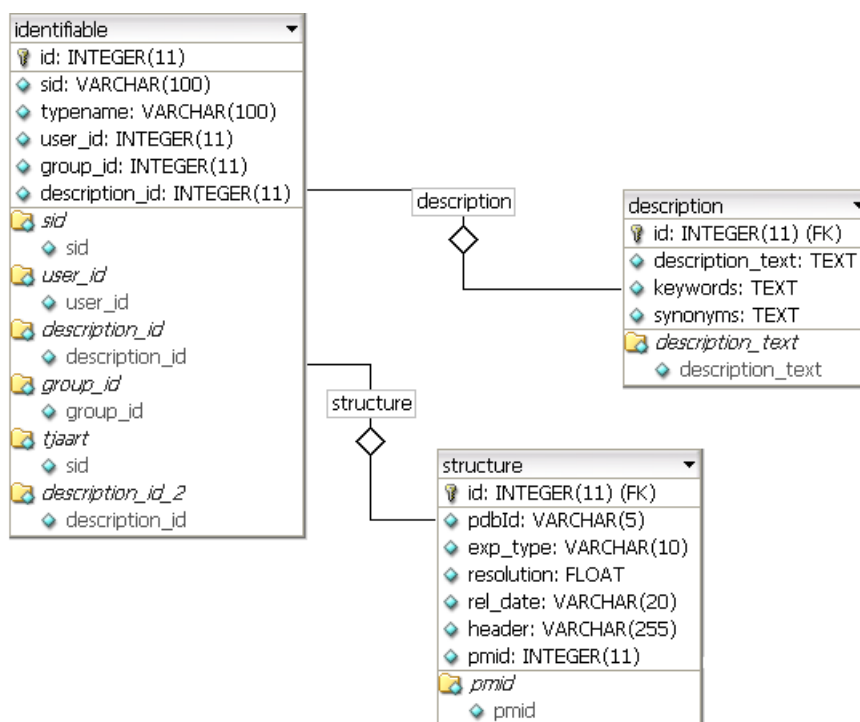 identifiable
id: INTEGER(11)
sid: VARCHAR(100)
typename: VARCHAR(100)
user_id: INTEGER(11)
group_id: INTEGER(11)
description_id: INTEGER(11)
sid
sid
user_id
user_id
description_id
description_id
group_id
group_id
tjaart
sid
description_id_2
description_id
description
structure
description
id: INTEGER(11) (FK)
description_text: TEXT
keywords: TEXT
synonyms: TEXT
description_text
description_text
structure
id: INTEGER(11) (FK)
pdbId: VARCHAR(5)
exp_type: VARCHAR(10)
resolution: FLOAT
rel_date: VARCHAR(20)
header: VARCHAR(255)
pmid: INTEGER(11)
pmid
pmid